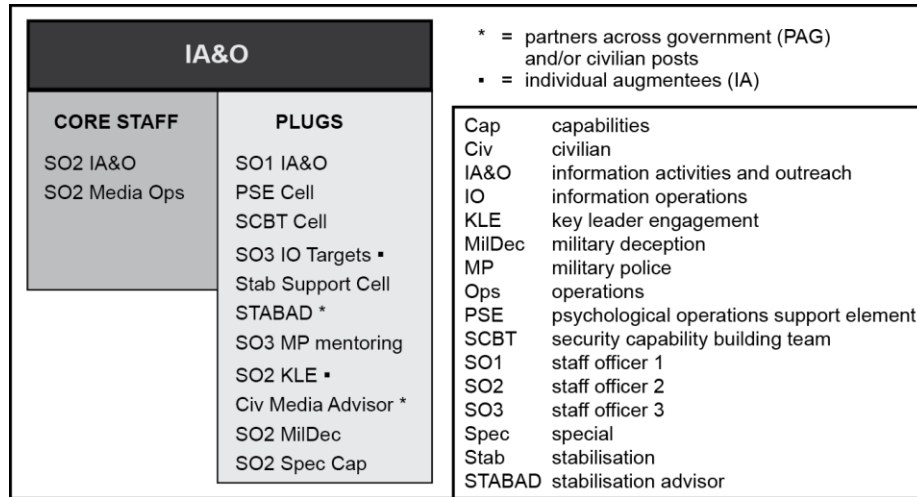 IA&O
CORE STAFF
SO2 IA&O
SO2 Media Ops
PLUGS
SO1 IA&O
PSE Cell
SCBT Cell
SO3 IO Targets ▪
Stab Support Cell
STABAD *
SO3 MP mentoring
SO2 KLE ▪
Civ Media Advisor *
SO2 MilDec
SO2 Spec Cap
* = partners across government (PAG)
and/or civilian posts
▪ = individual augmentees (IA)
Cap capabilities
Civ civilian
IA&O information activities and outreach
IO information operations
KLE key leader engagement
MilDec military deception
MP military police
Ops operations
PSE psychological operations support element
SCBT security capability building team
SO1 staff officer 1
SO2 staff officer 2
SO3 staff officer 3
Spec special
Stab stabilisation
STABAD stabilisation advisor